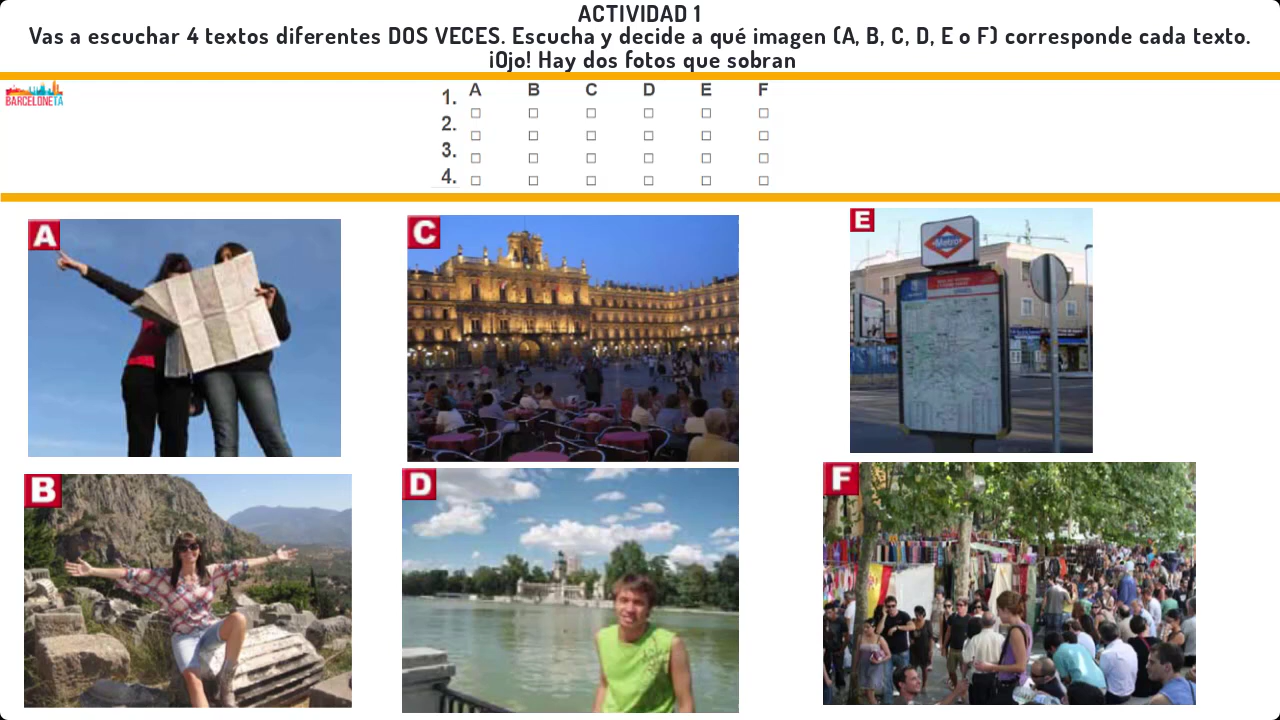 ACTIVIDAD 1
Vas a escuchar 4 textos diferentes DOS VECES. Escucha y decide a qué imagen (A, B, C, D, E o F) corresponde cada texto.
¡Ojo! Hay dos fotos que sobran
BARCELONETA
A B C D E F
1.
2.
3.
4.
A
C
E
Metro
B
D
F